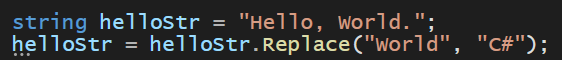 string helloStr = "Hello, World.";
helloStr = helloStr.Replace("World", "C#");